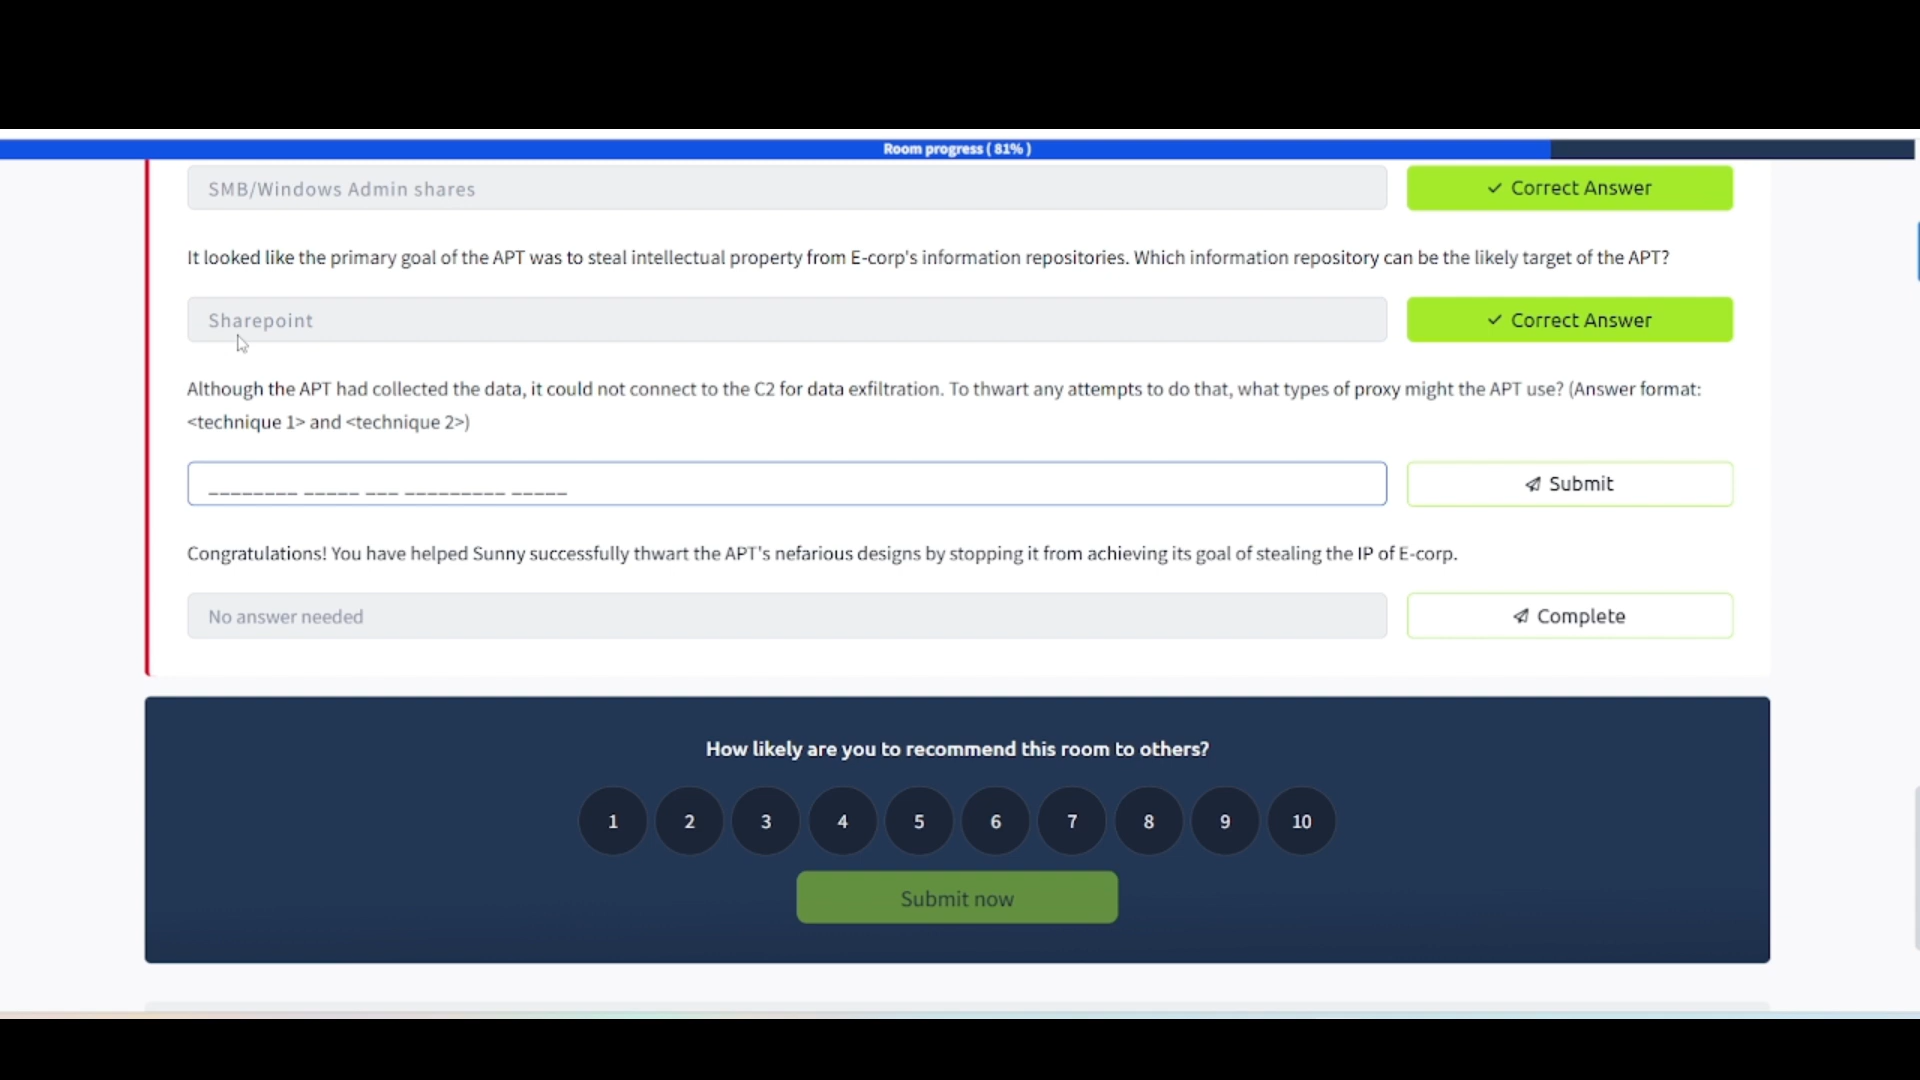 Room progress ( 81% )
SMB/Windows Admin shares
✓ Correct Answer
It looked like the primary goal of the APT was to steal intellectual property from E-corp's information repositories. Which information repository can be the likely target of the APT?
Sharepoint
✓ Correct Answer
Although the APT had collected the data, it could not connect to the C2 for data exfiltration. To thwart any attempts to do that, what types of proxy might the APT use? (Answer format:
<technique 1> and <technique 2>)
________ _____ ___ _________ _____
Submit
Congratulations! You have helped Sunny successfully thwart the APT's nefarious designs by stopping it from achieving its goal of stealing the IP of E-corp.
No answer needed
Complete
How likely are you to recommend this room to others?
1 2 3 4 5 6 7 8 9 10
Submit now